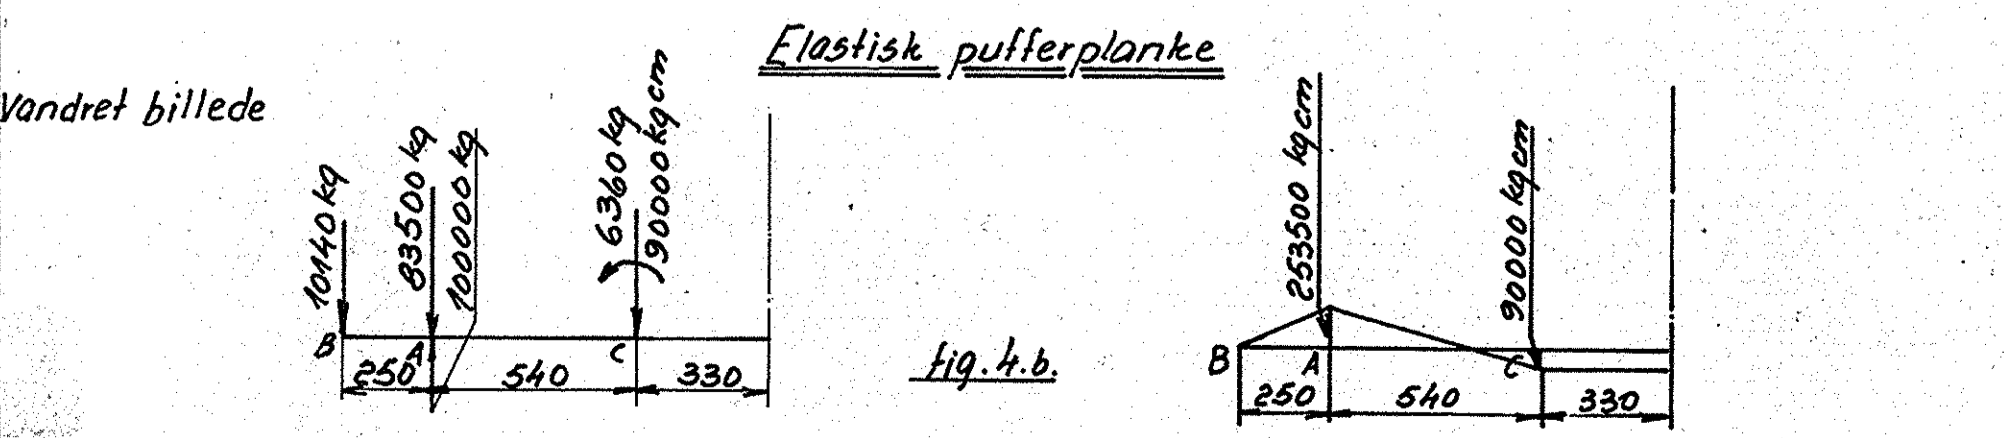 Elastisk pufferplanke
Vandret billede
10140 kg
83500 kg
100000 kg
6360 kg
90000 kgcm
B
A
C
250
540
330
fig. 4.b.
253500 kgcm
90000 kgcm
B
A
C
250
540
330